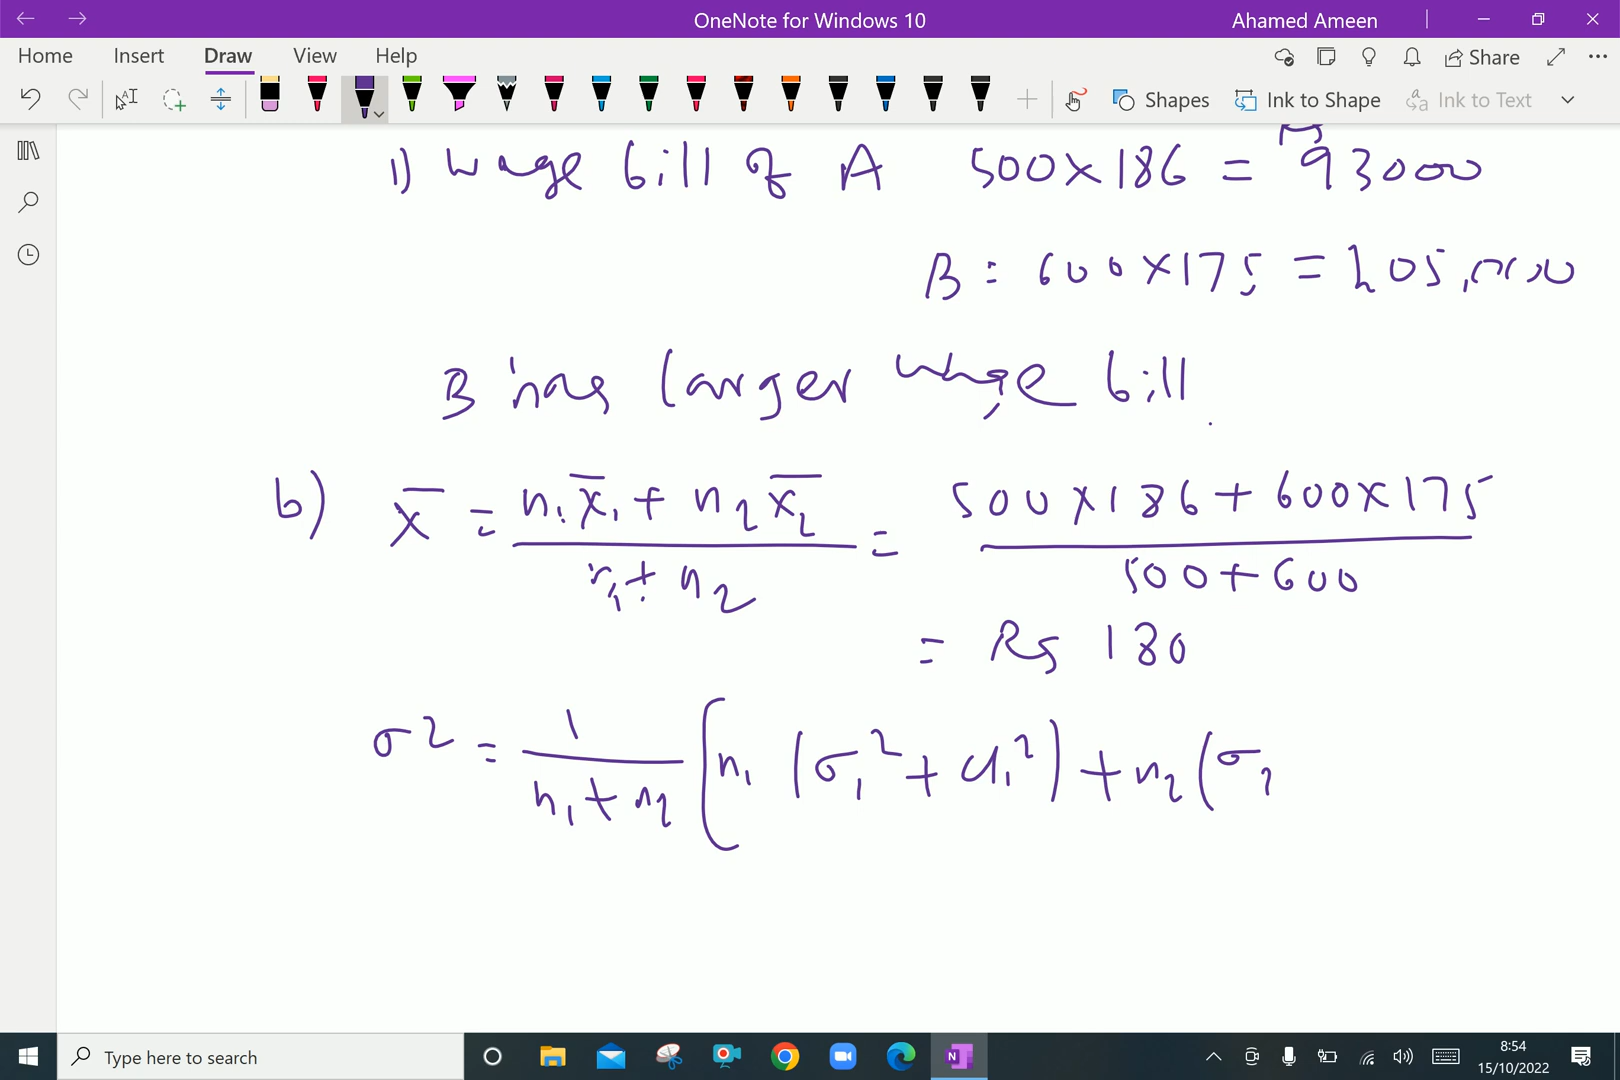 OneNote for Windows 10
Ahamed Ameen
Home Insert Draw View Help
Share
Shapes Ink to Shape Ink to Text
1) wage bill of A 500×186 = 93000
B: 600×175 = 105,000
B has larger wage bill.
b) x̄ = n₁x̄₁ + n₂x̄₂ / n₁ + n₂ = 500×186 + 600×175 / 500 + 600
= Rs 180
σ² = 1 / n₁ + n₂ [ n₁ (σ₁² + d₁²) + n₂ (σ₂
Type here to search
8:54
15/10/2022